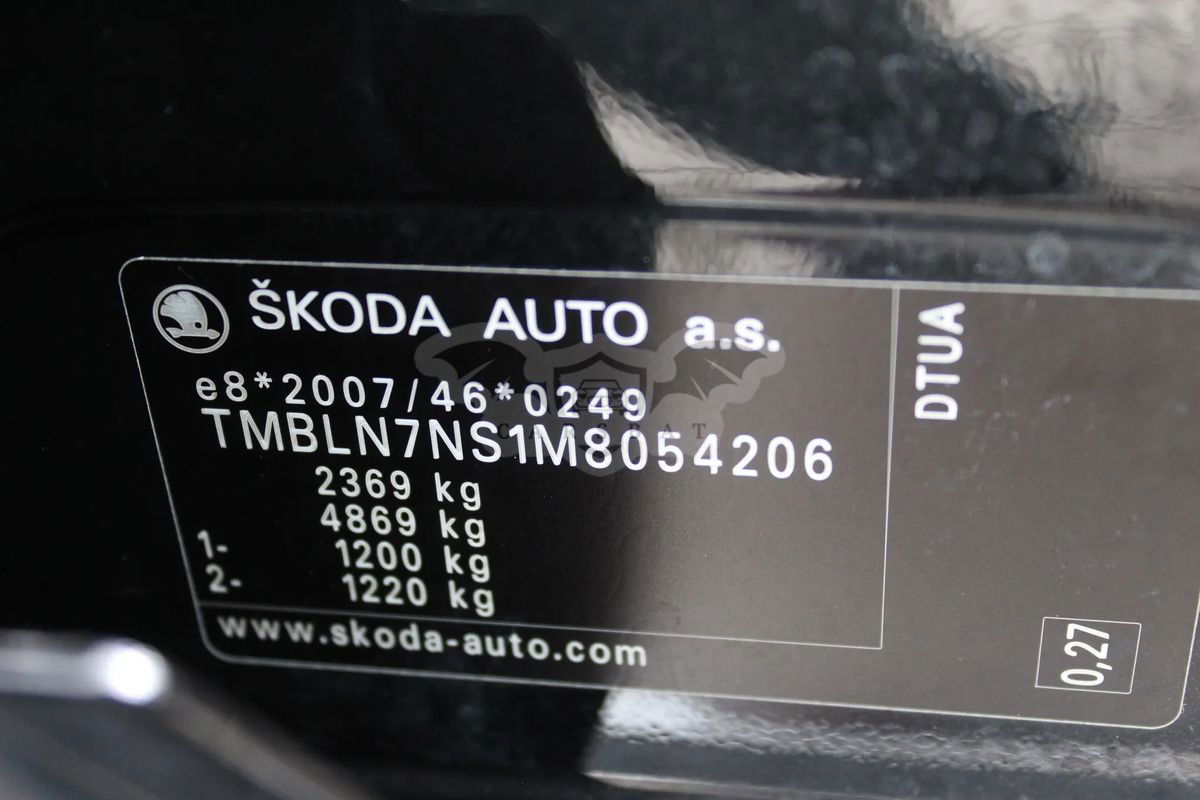 ŠKODA AUTO a.s.
e8*2007/46*0249
TMBLN7NS1M8054206
2369 kg
4869 kg
1- 1200 kg
2- 1220 kg
www.skoda-auto.com
DTUA
0,27
CARSBAT